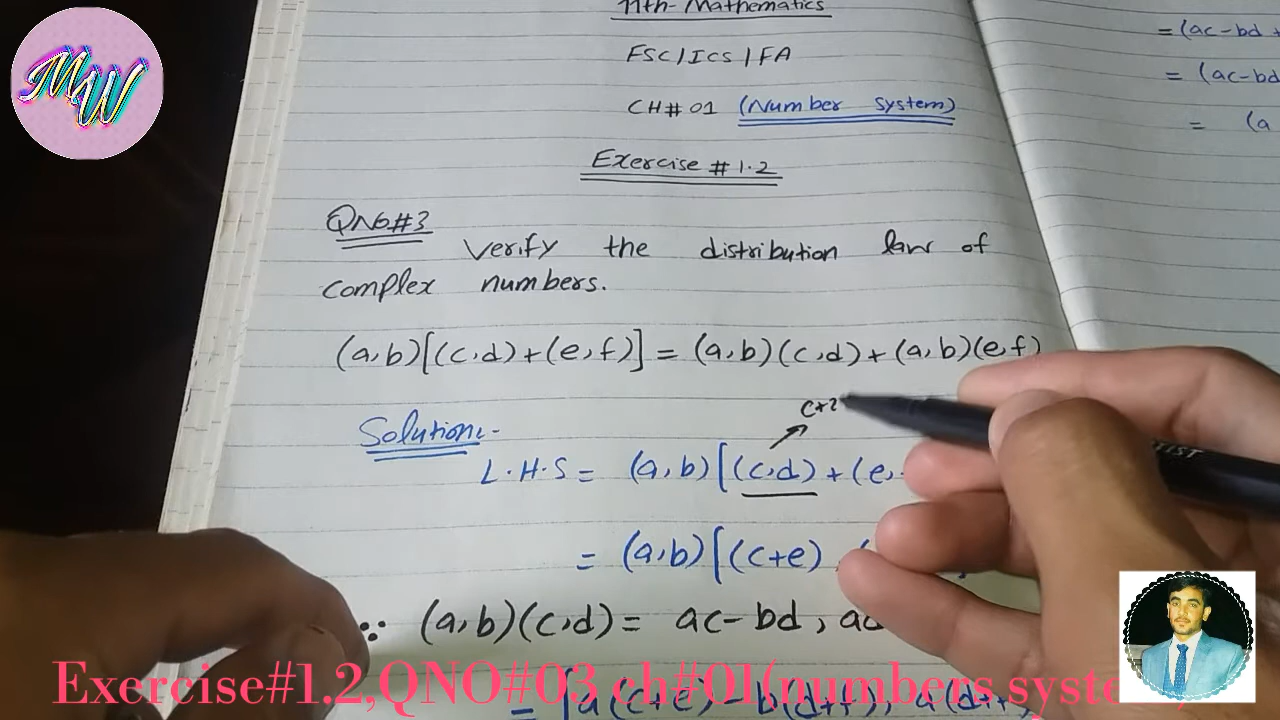 11th- Mathematics
FSC/ICS/FA
CH#01 (Number System)
Exercise #1.2
QNO#3
Verify the distribution law of
complex numbers.
(a,b)[(c,d)+(e,f)] = (a,b)(c,d)+(a,b)(e,f)
Solution:-
L.H.S = (a,b)[(c,d)+(e,
= (a,b)[(c+e)
∵ (a,b)(c,d)= ac-bd, ad
= [a(c+e)-b(d+f), a(d+
=(ac-bd+
= (ac-bd
= (a
MW
Exercise#1.2,QNO#03 ch#01(numbers syste